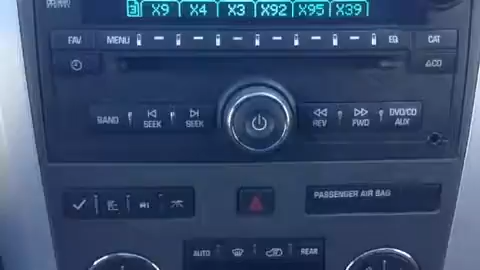 3 X9 X4 X3 X92 X95 X39
FAV MENU EQ CAT
CD
BAND SEEK SEEK REV FWD DVD/CD AUX
PASSENGER AIR BAG
AUTO REAR